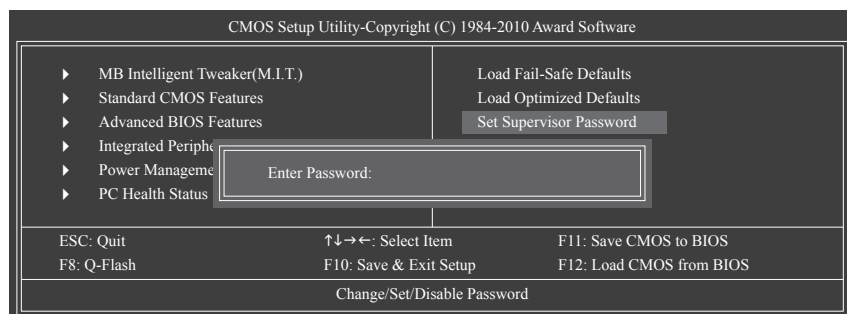 CMOS Setup Utility-Copyright (C) 1984-2010 Award Software
MB Intelligent Tweaker(M.I.T.)
Standard CMOS Features
Advanced BIOS Features
Integrated Periphe
Power Manageme
PC Health Status
Load Fail-Safe Defaults
Load Optimized Defaults
Set Supervisor Password
Enter Password:
ESC: Quit
↑↓→←: Select Item
F11: Save CMOS to BIOS
F8: Q-Flash
F10: Save & Exit Setup
F12: Load CMOS from BIOS
Change/Set/Disable Password